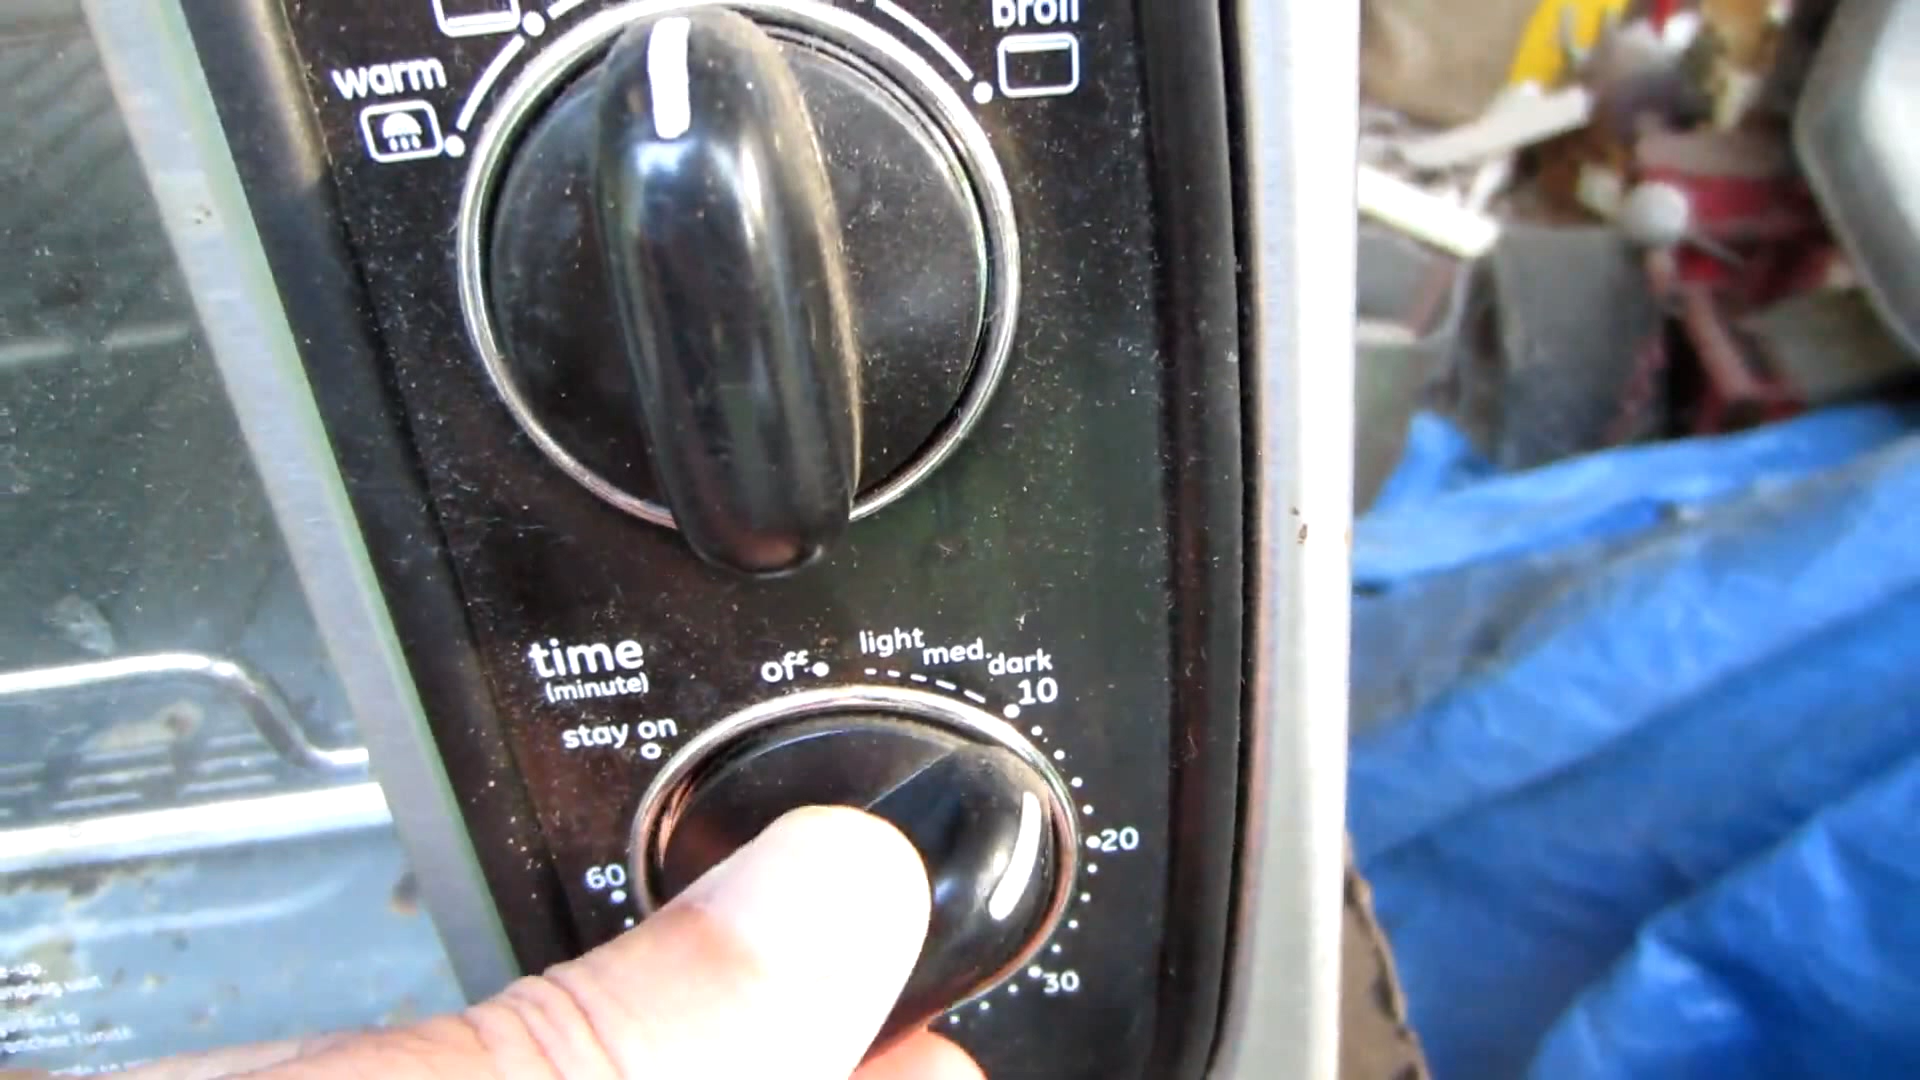 broil
warm
time
(minute)
off
light
med.
dark
10
stay on
20
60
30